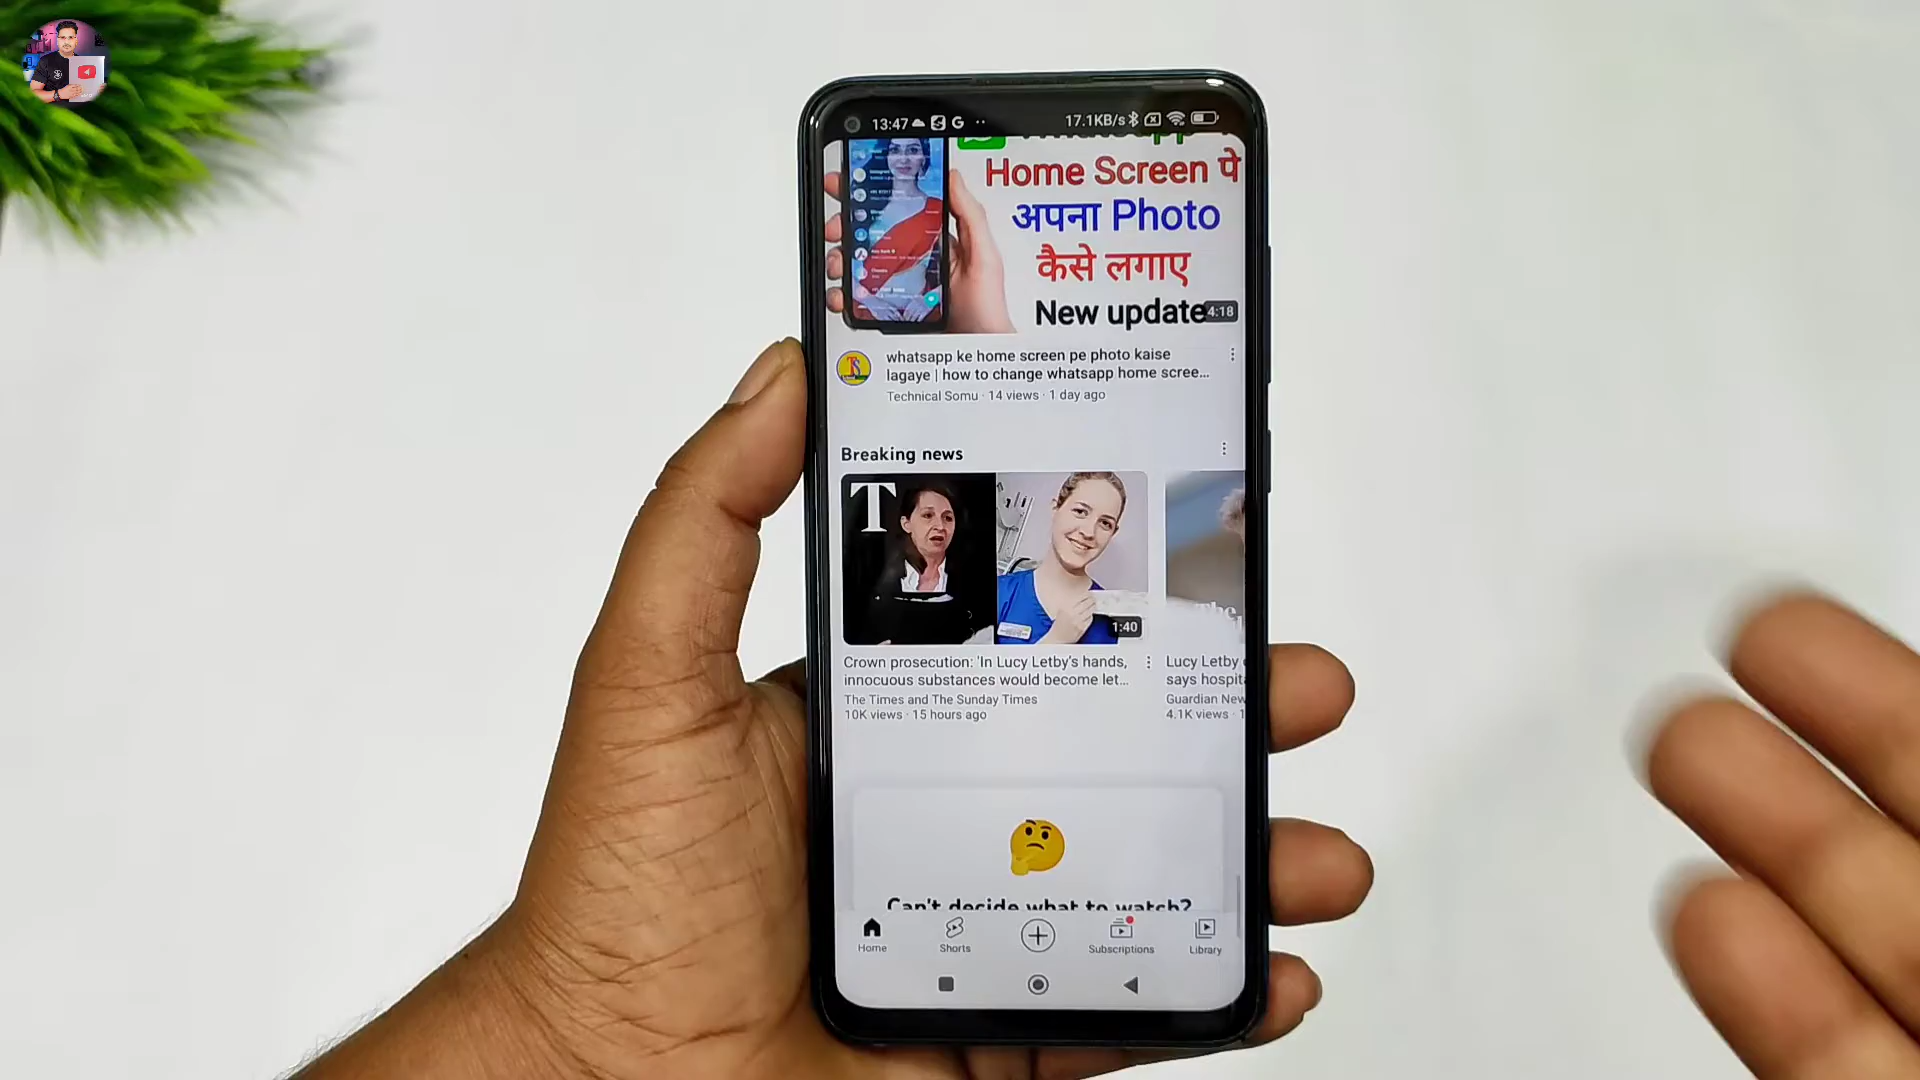 13:47
17.1KB/s
Home Screen पे
अपना Photo
कैसे लगाए
New update
4:18
whatsapp ke home screen pe photo kaise
lagaye | how to change whatsapp home scree...
Technical Somu · 14 views · 1 day ago
Breaking news
T
1:40
The
Crown prosecution: 'In Lucy Letby's hands,
innocuous substances would become let...
The Times and The Sunday Times
10K views · 15 hours ago
Lucy Letby
says hospit
Guardian New
4.1K views · 1
Can't decide what to watch?
Home
Shorts
Subscriptions
Library